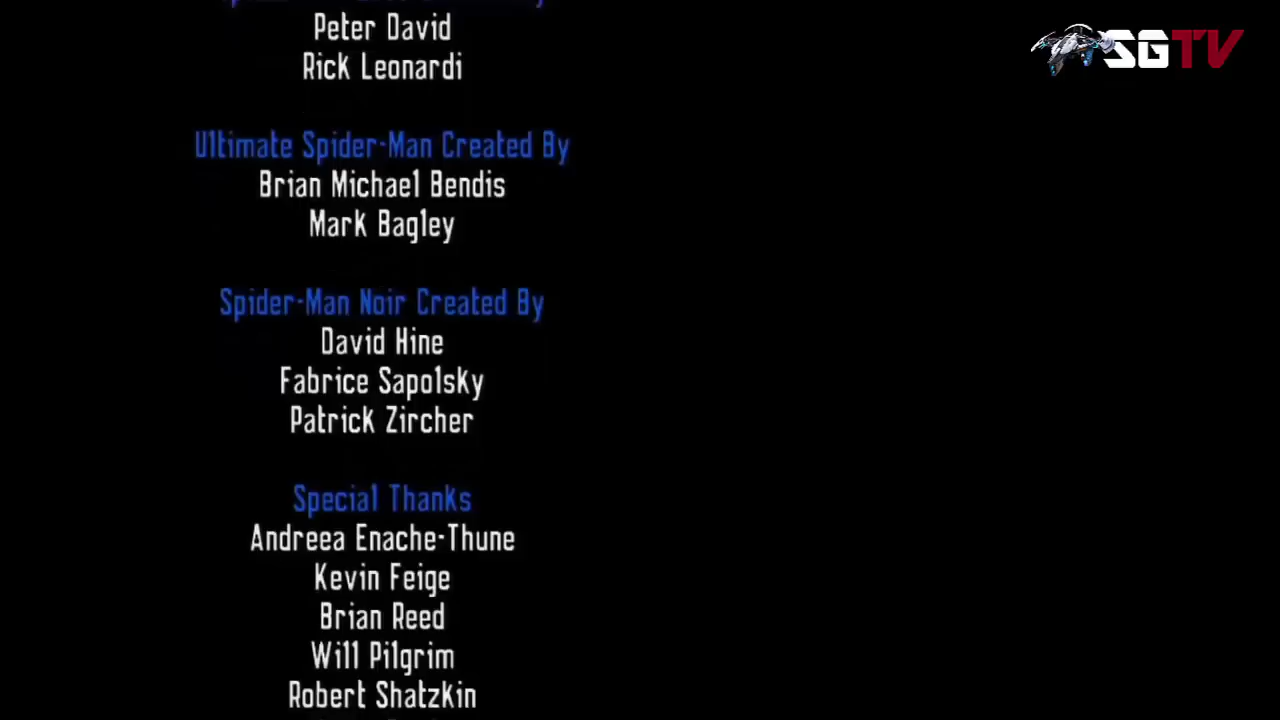 Peter David
Rick Leonardi
Ultimate Spider-Man Created By
Brian Michael Bendis
Mark Bagley
Spider-Man Noir Created By
David Hine
Fabrice Sapolsky
Patrick Zircher
Special Thanks
Andreea Enache-Thune
Kevin Feige
Brian Reed
Will Pilgrim
Robert Shatzkin
SGTV